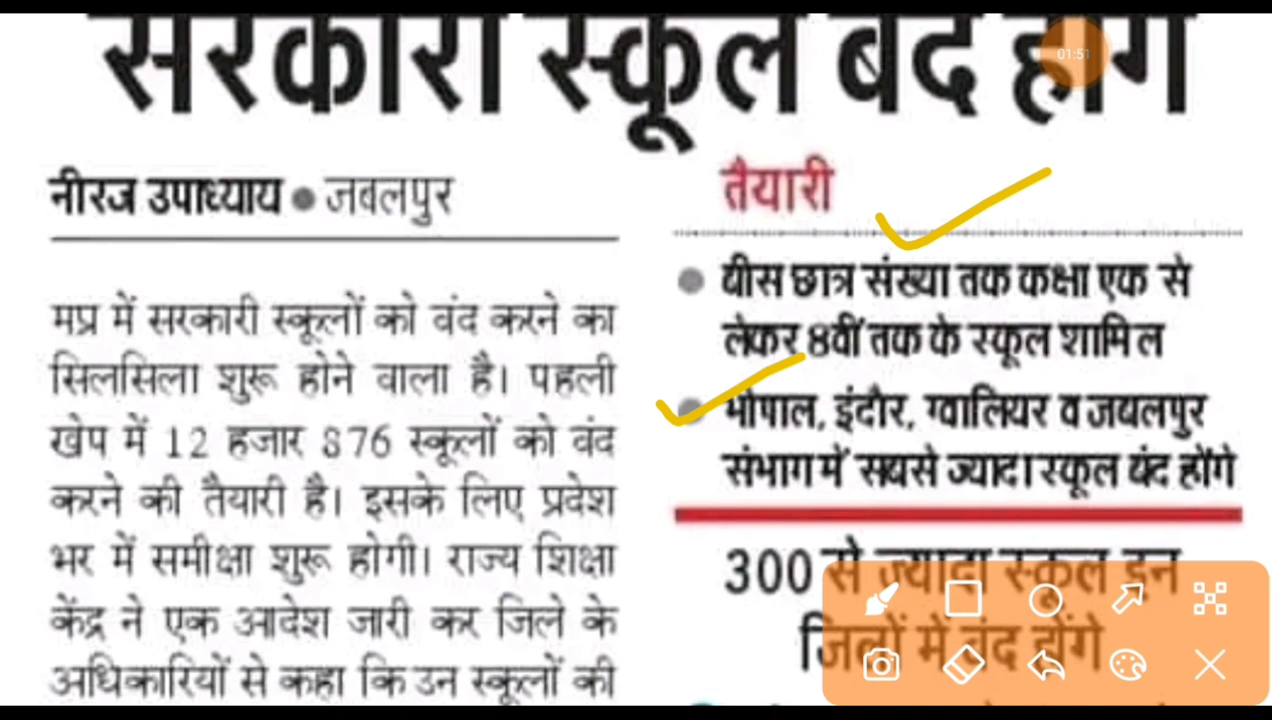 सरकारी स्कूल बंद होंगे
01:51
नीरज उपाध्याय ● जबलपुर
मप्र में सरकारी स्कूलों को बंद करने का
सिलसिला शुरू होने वाला है। पहली
खेप में 12 हजार 876 स्कूलों को बंद
करने की तैयारी है। इसके लिए प्रदेश
भर में समीक्षा शुरू होगी। राज्य शिक्षा
केंद्र ने एक आदेश जारी कर जिले के
अधिकारियों से कहा कि उन स्कूलों की
तैयारी
● बीस छात्र संख्या तक कक्षा एक से
लेकर 8वीं तक के स्कूल शामिल
● भोपाल, इंदौर, ग्वालियर व जबलपुर
संभाग में सबसे ज्यादा स्कूल बंद होंगे
300 से ज्यादा स्कूल इन
जिलों में बंद होंगे